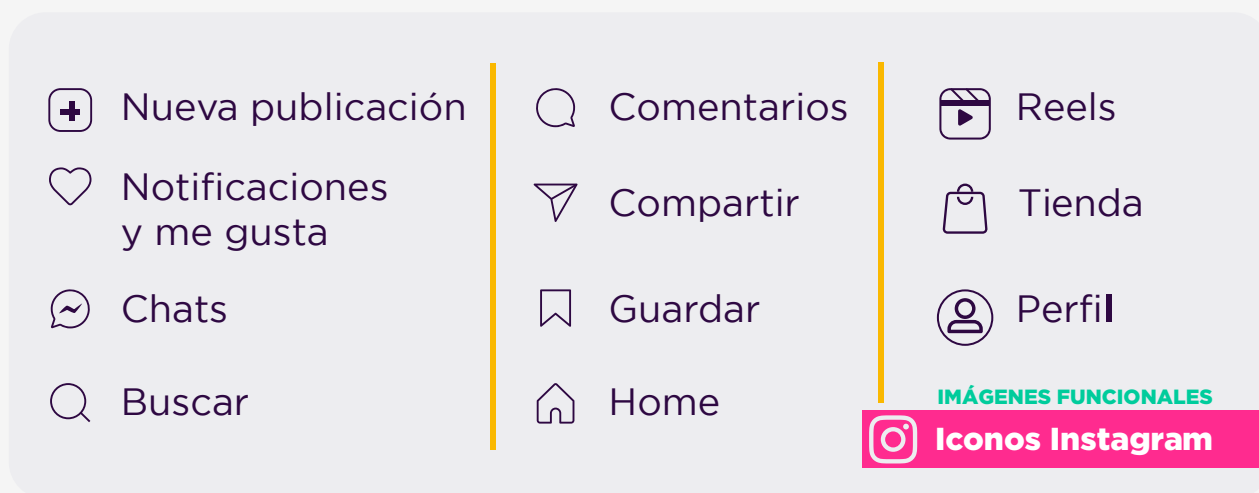 Nueva publicación
Notificaciones
y me gusta
Chats
Buscar
Comentarios
Compartir
Guardar
Home
Reels
Tienda
Perfil
IMÁGENES FUNCIONALES
Iconos Instagram